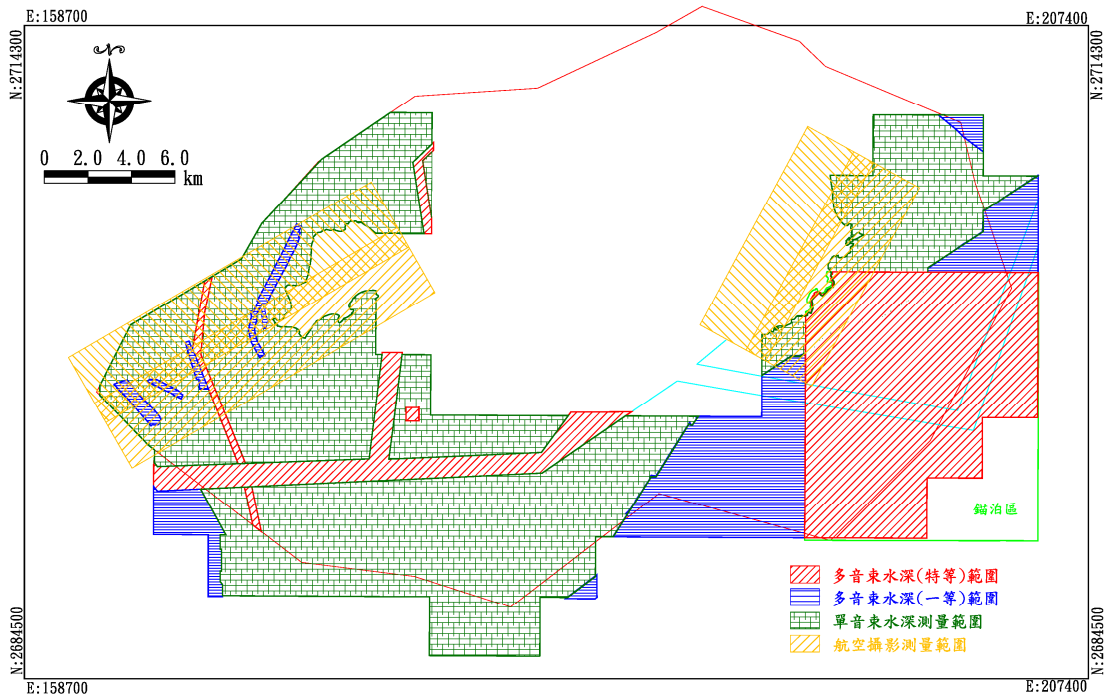 E:158700
E:207400
N:2714300
N:2714300
N
0 2.0 4.0 6.0
km
錨泊區
多音束水深(特等)範圍
多音束水深(一等)範圍
單音束水深測量範圍
航空攝影測量範圍
N:2684500
N:2684500
E:158700
E:207400